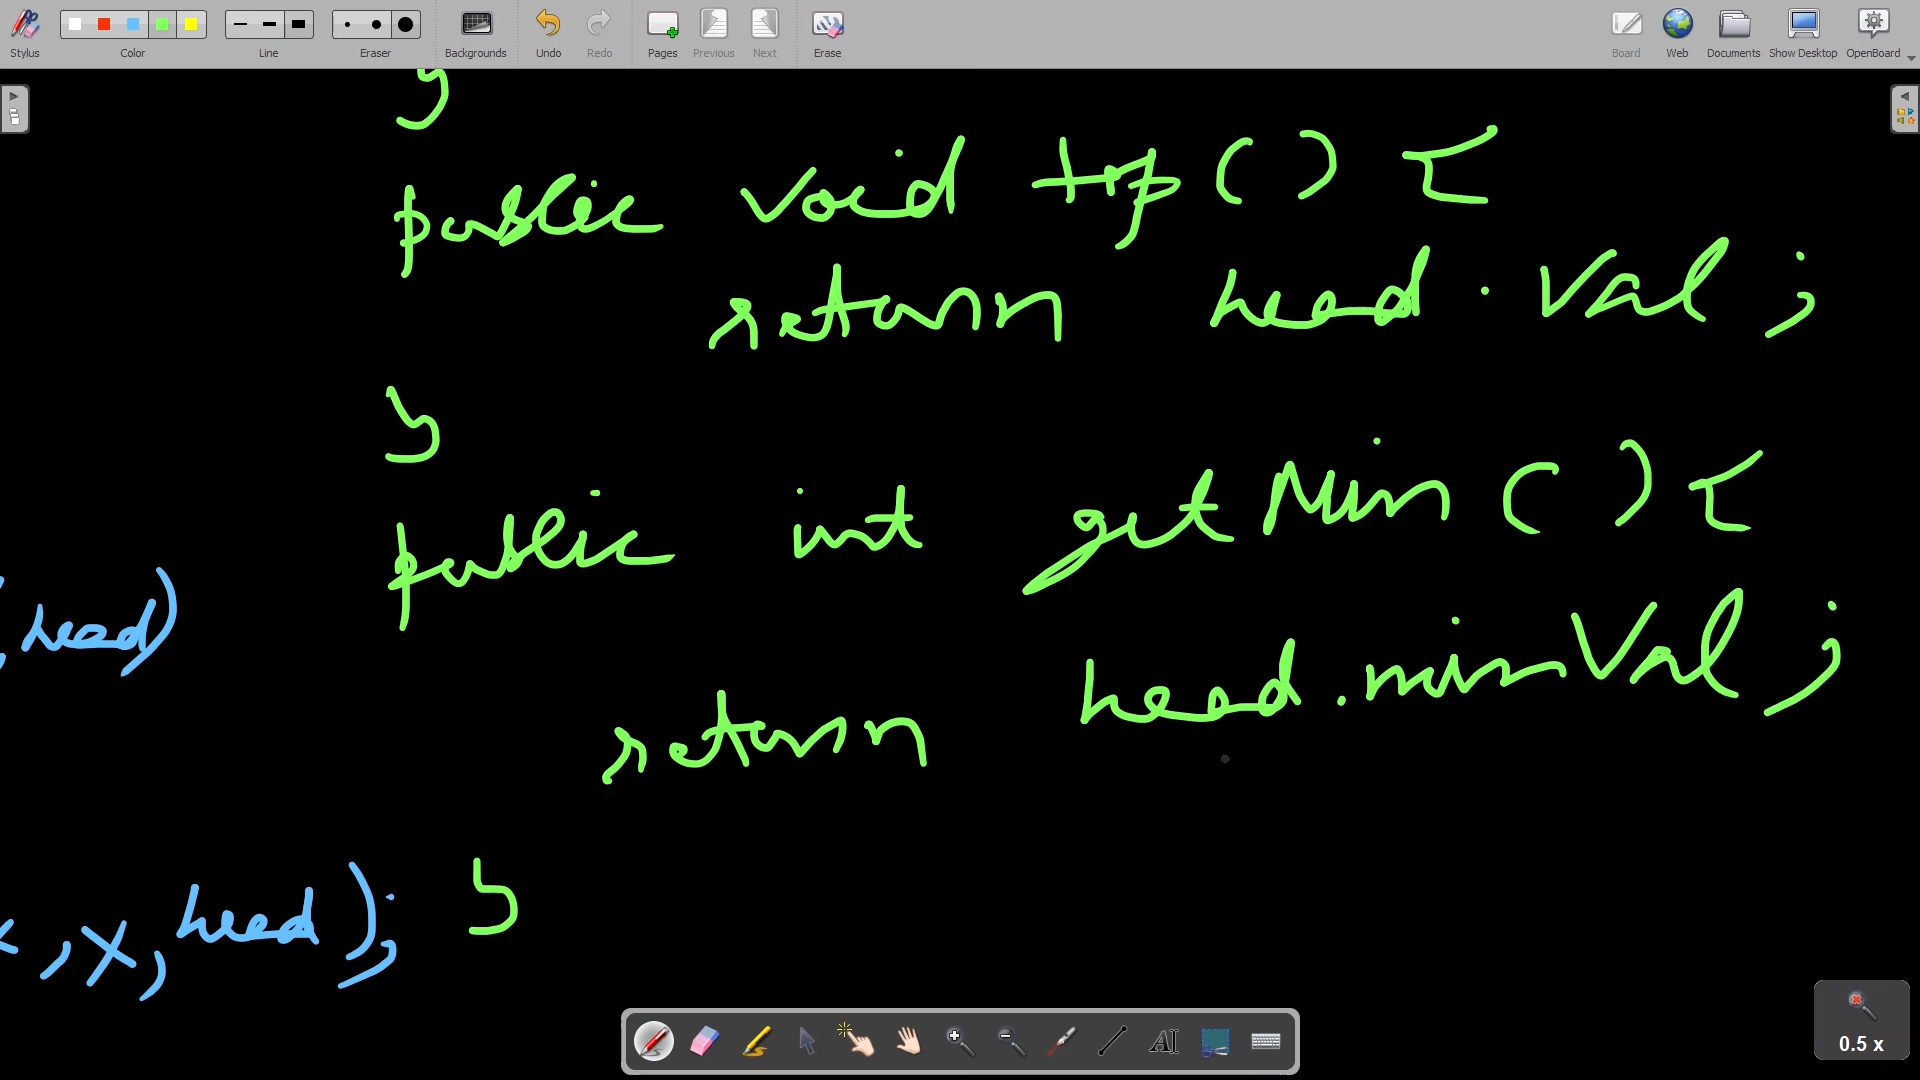 Stylus Color Line Eraser Backgrounds Undo Redo Pages Previous Next Erase Board Web Documents Show Desktop OpenBoard
}
public void top ( ) {
return head . Val ;
}
public int getMin ( ) {
, head)
return head . minVal ;
, x, head ) ; }
0.5 x